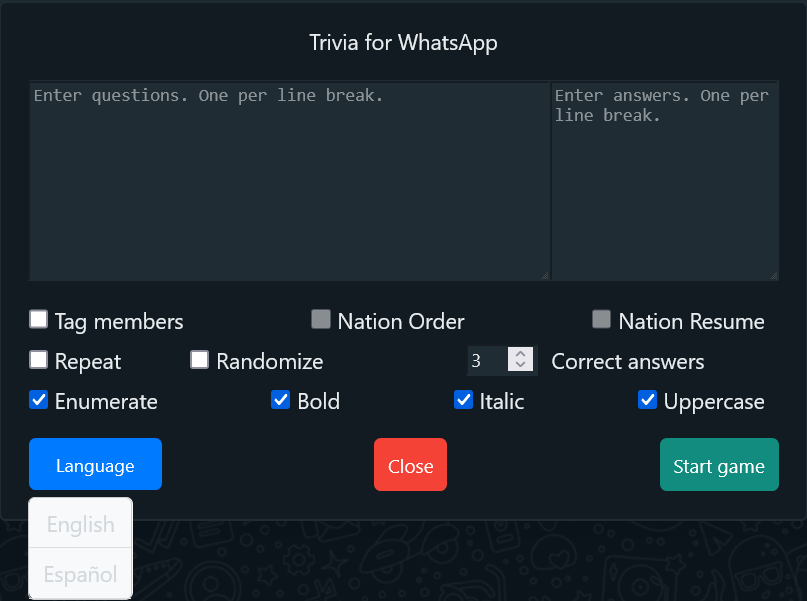 Trivia for WhatsApp
Enter questions. One per line break.
Enter answers. One per
line break.
Tag members
Nation Order
Nation Resume
Repeat
Randomize
3
Correct answers
Enumerate
Bold
Italic
Uppercase
Language
Close
Start game
English
Español